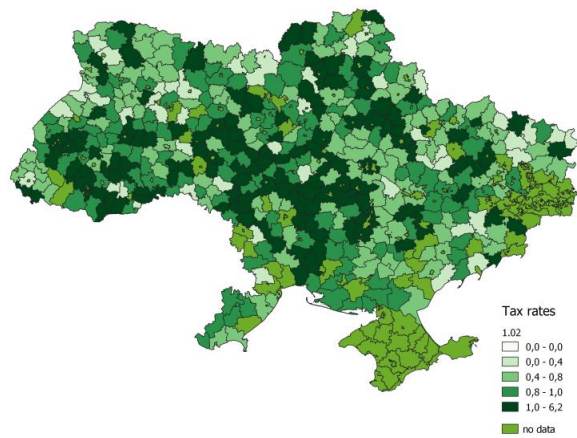 Tax rates
1.02
0,0 - 0,0
0,0 - 0,4
0,4 - 0,8
0,8 - 1,0
1,0 - 6,2
no data